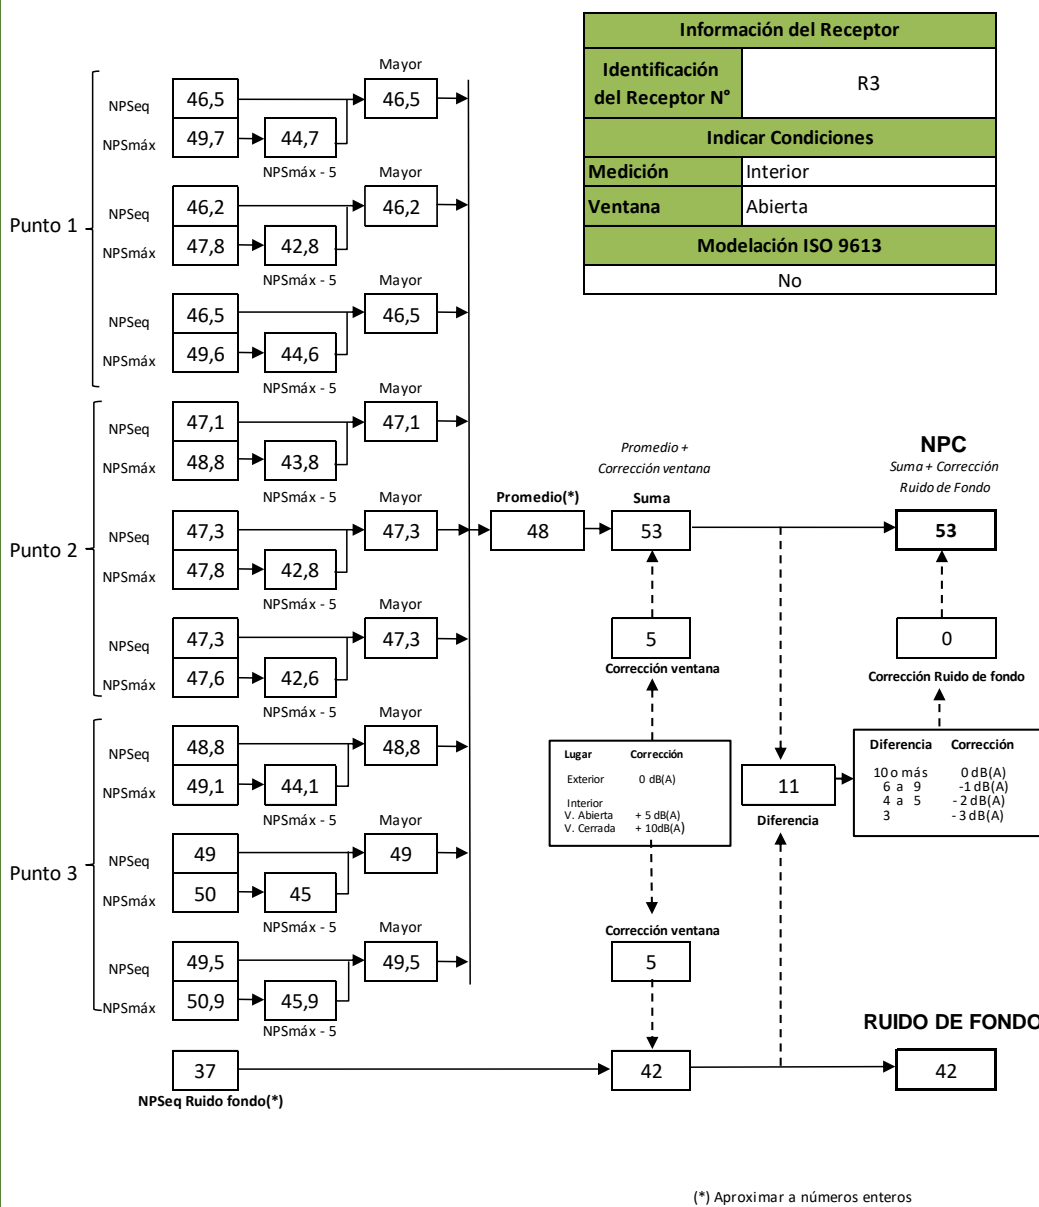 Información del Receptor
Identificación
del Receptor N°
R3
Indicar Condiciones
Medición Interior
Ventana Abierta
Modelación ISO 9613
No
Punto 1
Mayor
NPSeq 46,5 46,5
NPSmáx 49,7 44,7
NPSmáx - 5
Mayor
NPSeq 46,2 46,2
NPSmáx 47,8 42,8
NPSmáx - 5
Mayor
NPSeq 46,5 46,5
NPSmáx 49,6 44,6
NPSmáx - 5
Punto 2
Mayor
NPSeq 47,1 47,1
NPSmáx 48,8 43,8
NPSmáx - 5
Mayor
NPSeq 47,3 47,3
NPSmáx 47,8 42,8
NPSmáx - 5
Mayor
NPSeq 47,3 47,3
NPSmáx 47,6 42,6
NPSmáx - 5
Punto 3
Mayor
NPSeq 48,8 48,8
NPSmáx 49,1 44,1
NPSmáx - 5
Mayor
NPSeq 49 49
NPSmáx 50 45
NPSmáx - 5
Mayor
NPSeq 49,5 49,5
NPSmáx 50,9 45,9
NPSmáx - 5
37
NPSeq Ruido fondo(*)
Promedio(*)
48
Promedio +
Corrección ventana
Suma
53
5
Corrección ventana
Lugar Corrección
Exterior 0 dB(A)
Interior
V. Abierta + 5 dB(A)
V. Cerrada + 10dB(A)
Corrección ventana
5
42
NPC
Suma + Corrección
Ruido de Fondo
53
0
Corrección Ruido de fondo
11
Diferencia
Diferencia Corrección
10 o más 0 dB(A)
6 a 9 -1 dB(A)
4 a 5 - 2 dB(A)
3 - 3 dB(A)
RUIDO DE FONDO
42
(*) Aproximar a números enteros